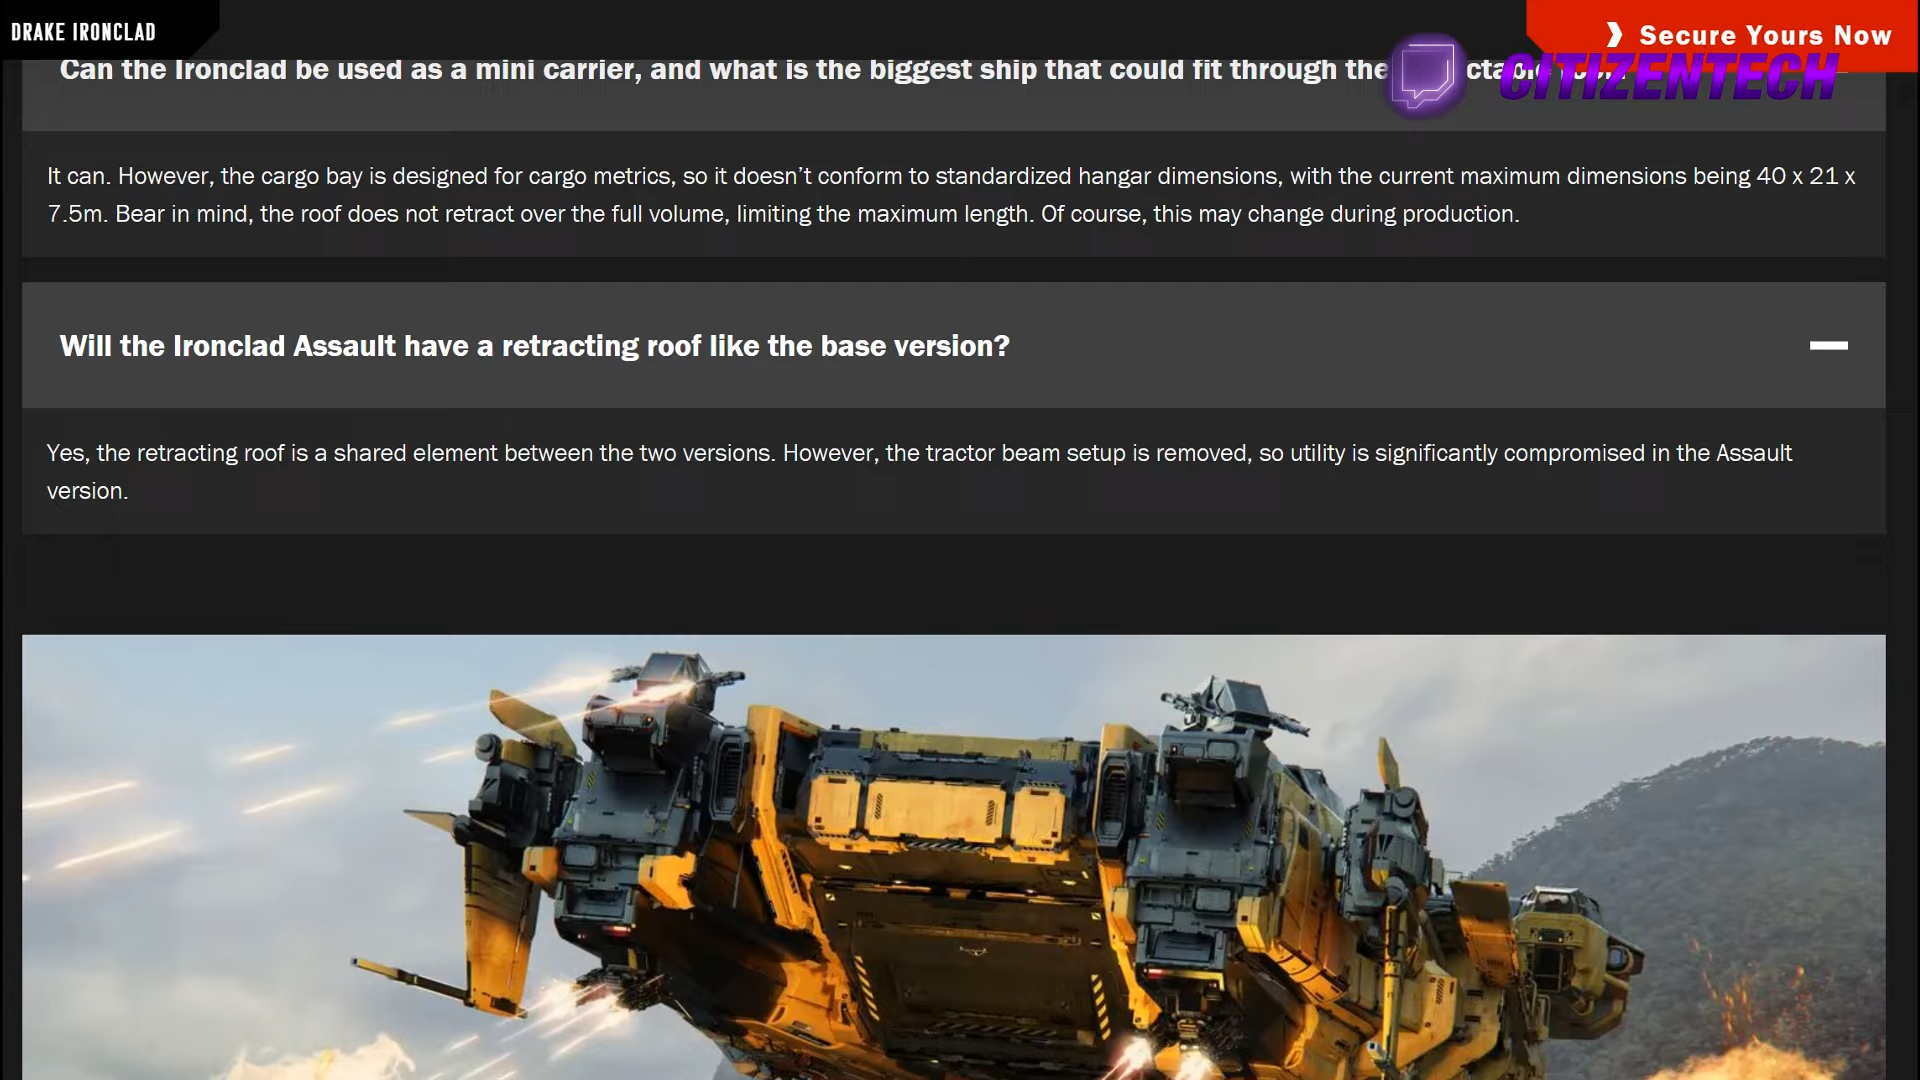 DRAKE IRONCLAD
Secure Yours Now
Can the Ironclad be used as a mini carrier, and what is the biggest ship that could fit through the
CITIZENTECH
It can. However, the cargo bay is designed for cargo metrics, so it doesn’t conform to standardized hangar dimensions, with the current maximum dimensions being 40 x 21 x
7.5m. Bear in mind, the roof does not retract over the full volume, limiting the maximum length. Of course, this may change during production.
Will the Ironclad Assault have a retracting roof like the base version?
Yes, the retracting roof is a shared element between the two versions. However, the tractor beam setup is removed, so utility is significantly compromised in the Assault
version.